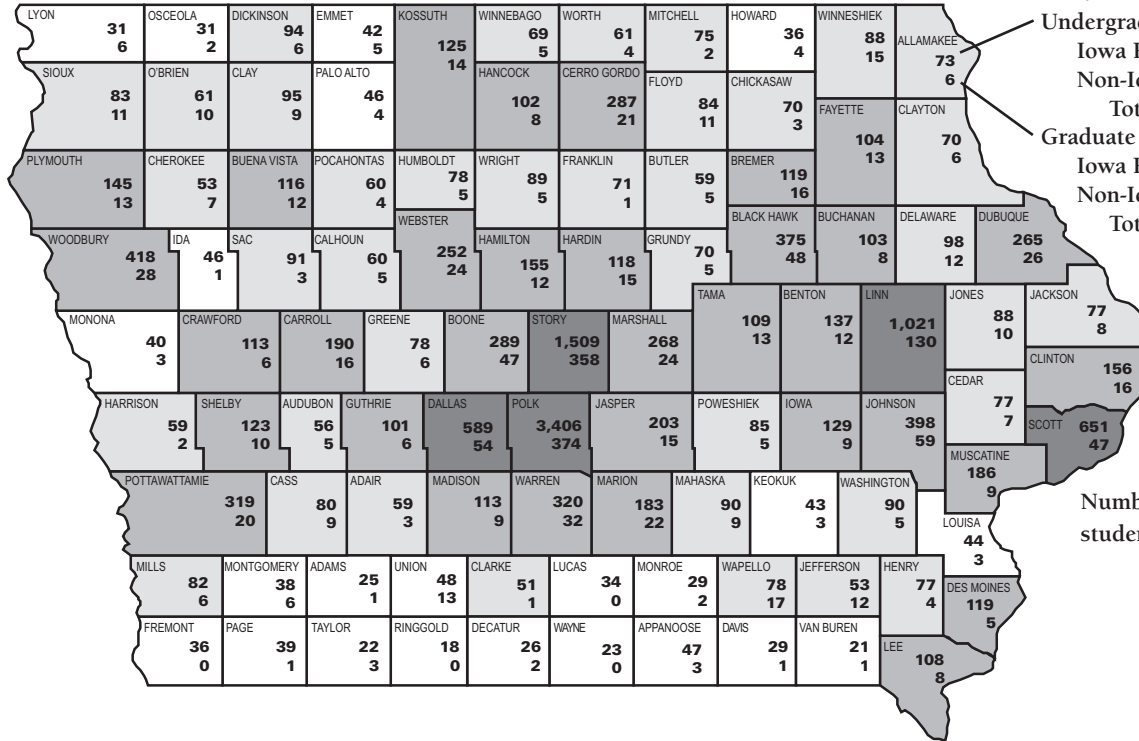 LYON OSCEOLA DICKINSON EMMET KOSSUTH WINNEBAGO WORTH MITCHELL HOWARD WINNESHIEK ALLAMAKEE
31 31 94 42 125 69 61 75 36 88 73
6 2 6 5 14 5 4 2 4 15 6
Undergrad
Iowa
Non-Io
Tot
Graduate
Iowa
Non-Io
Tot
SIOUX O'BRIEN CLAY PALO ALTO HANCOCK CERRO GORDO FLOYD CHICKASAW FAYETTE CLAYTON
83 61 95 46 102 287 84 70 104 70
11 10 9 4 8 21 11 3 13 6
PLYMOUTH CHEROKEE BUENA VISTA POCAHONTAS HUMBOLDT WRIGHT FRANKLIN BUTLER BREMER
145 53 116 60 78 89 71 59 119
13 7 12 4 5 5 1 5 16
WOODBURY IDA SAC CALHOUN WEBSTER HAMILTON HARDIN GRUNDY BLACK HAWK BUCHANAN DELAWARE DUBUQUE
418 46 91 60 252 155 118 70 375 103 98 265
28 1 3 5 24 12 15 5 48 8 12 26
MONONA CRAWFORD CARROLL GREENE BOONE STORY MARSHALL TAMA BENTON LINN JONES JACKSON
40 113 190 78 289 1,509 268 109 137 1,021 88 77
3 6 16 6 47 358 24 13 12 130 10 8
CLINTON
156
16
HARRISON SHELBY AUDUBON GUTHRIE DALLAS POLK JASPER POWESHIEK IOWA JOHNSON CEDAR SCOTT
59 123 56 101 589 3,406 203 85 129 398 77 651
2 10 5 6 54 374 15 5 9 59 7 47
MUSCATINE
186
9
Numb
studen
POTTAWATTAMIE CASS ADAIR MADISON WARREN MARION MAHASKA KEOKUK WASHINGTON LOUISA
319 80 59 113 320 183 90 43 90 44
20 9 3 9 32 22 9 3 5 3
MILLS MONTGOMERY ADAMS UNION CLARKE LUCAS MONROE WAPELLO JEFFERSON HENRY DES MOINES
82 38 25 48 51 34 29 78 53 77 119
6 6 1 13 1 0 2 17 12 4 5
FREMONT PAGE TAYLOR RINGGOLD DECATUR WAYNE APPANOOSE DAVIS VAN BUREN LEE
36 39 22 18 26 23 47 29 21 108
0 1 3 0 2 0 3 1 1 8